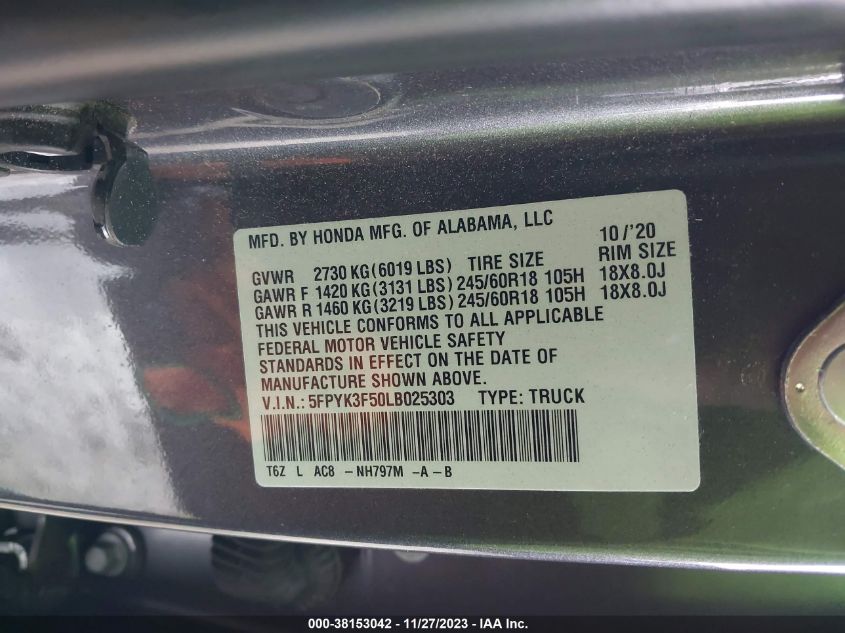 MFD. BY HONDA MFG. OF ALABAMA, LLC 10/'20
GVWR 2730 KG(6019 LBS) TIRE SIZE RIM SIZE
GAWR F 1420 KG(3131 LBS) 245/60R18 105H 18X8.0J
GAWR R 1460 KG(3219 LBS) 245/60R18 105H 18X8.0J
THIS VEHICLE CONFORMS TO ALL APPLICABLE
FEDERAL MOTOR VEHICLE SAFETY
STANDARDS IN EFFECT ON THE DATE OF
MANUFACTURE SHOWN ABOVE.
V.I.N.: 5FPYK3F50LB025303 TYPE: TRUCK
T6Z L AC8 -NH797M -A-B
000-38153042 - 11/27/2023 - IAA Inc.